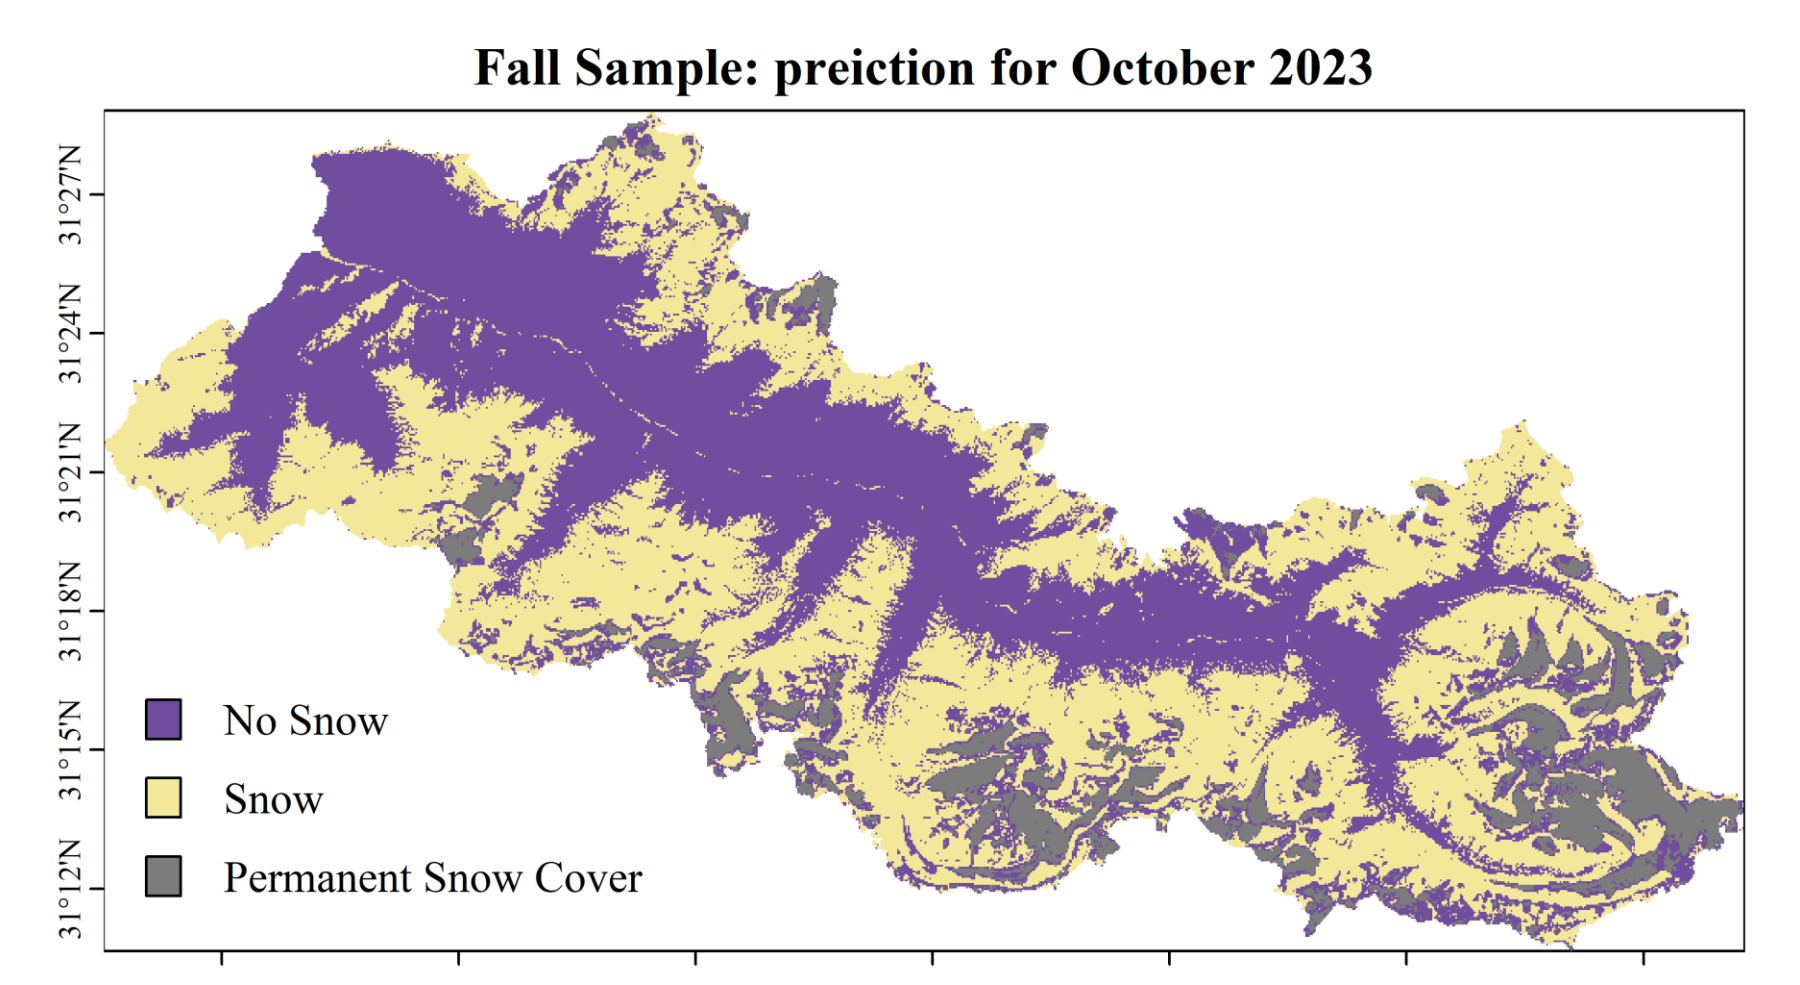 Fall Sample: preiction for October 2023
31°27'N
31°24'N
31°21'N
31°18'N
31°15'N
31°12'N
No Snow
Snow
Permanent Snow Cover